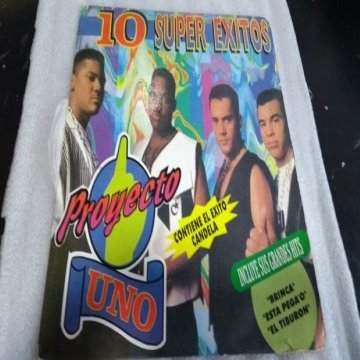 10 SUPER EXITOS
Proyecto
UNO
CONTIENE EL EXITO
CANDELA
INCLUYE SUS GRANDES HITS
"BRINCA"
"ESTA PEGA'O"
"EL TIBURON"